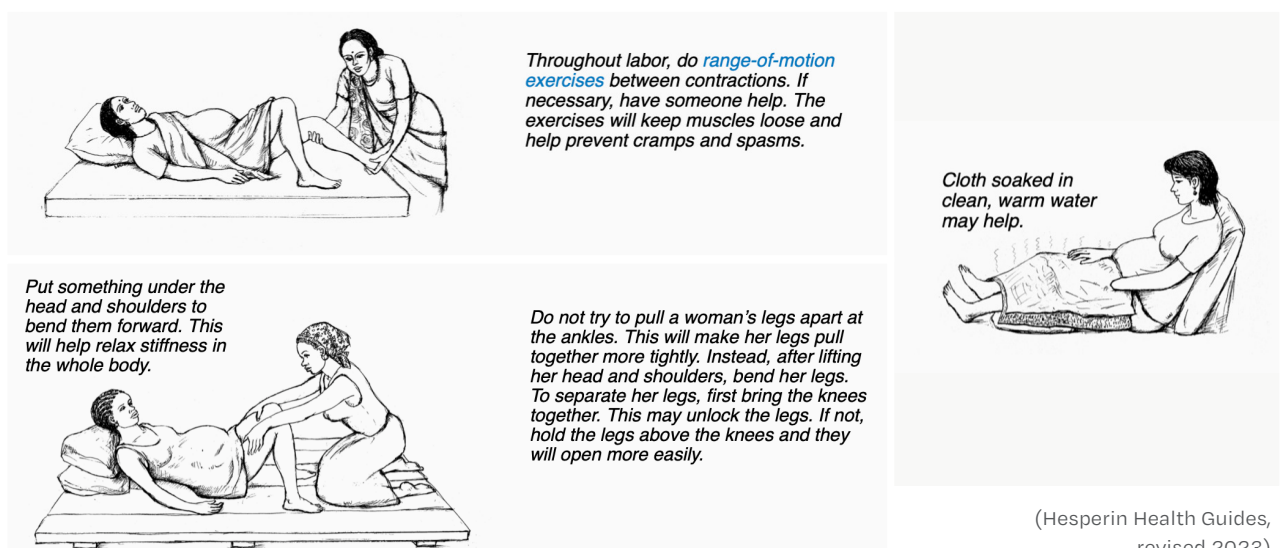 Throughout labor, do range-of-motion
exercises between contractions. If
necessary, have someone help. The
exercises will keep muscles loose and
help prevent cramps and spasms.
Put something under the
head and shoulders to
bend them forward. This
will help relax stiffness in
the whole body.
Do not try to pull a woman's legs apart at
the ankles. This will make her legs pull
together more tightly. Instead, after lifting
her head and shoulders, bend her legs.
To separate her legs, first bring the knees
together. This may unlock the legs. If not,
hold the legs above the knees and they
will open more easily.
Cloth soaked in
clean, warm water
may help.
(Hesperin Health Guides,
revised 2023)